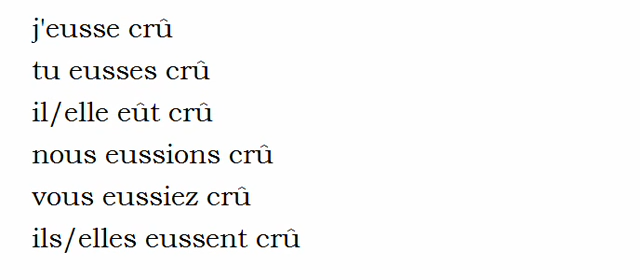 j'eusse crû
tu eusses crû
il/elle eût crû
nous eussions crû
vous eussiez crû
ils/elles eussent crû